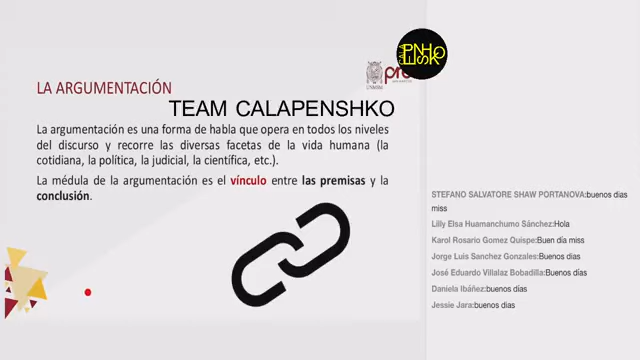 LA ARGUMENTACIÓN
TEAM CALAPENSHKO
La argumentación es una forma de habla que opera en todos los niveles
del discurso y recorre las diversas facetas de la vida humana (la
cotidiana, la política, la judicial, la científica, etc.).
La médula de la argumentación es el vínculo entre las premisas y la
conclusión.
STEFANO SALVATORE SHAW PORTANOVA:buenos dias
miss
Lilly Elsa Huamanchumo Sánchez:Hola
Karol Rosario Gomez Quispe:Buen día miss
Jorge Luis Sanchez Gonzales:Buenos dias
José Eduardo Villalaz Bobadilla:Buenos días
Daniela Ibáñez:buenos dias
Jessie Jara:buenos dias